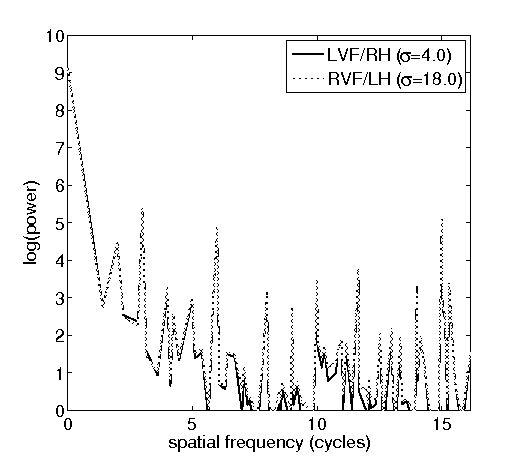 LVF/RH (σ=4.0)
RVF/LH (σ=18.0)
10
9
8
7
6
5
4
3
2
1
0
log(power)
0 5 10 15
spatial frequency (cycles)